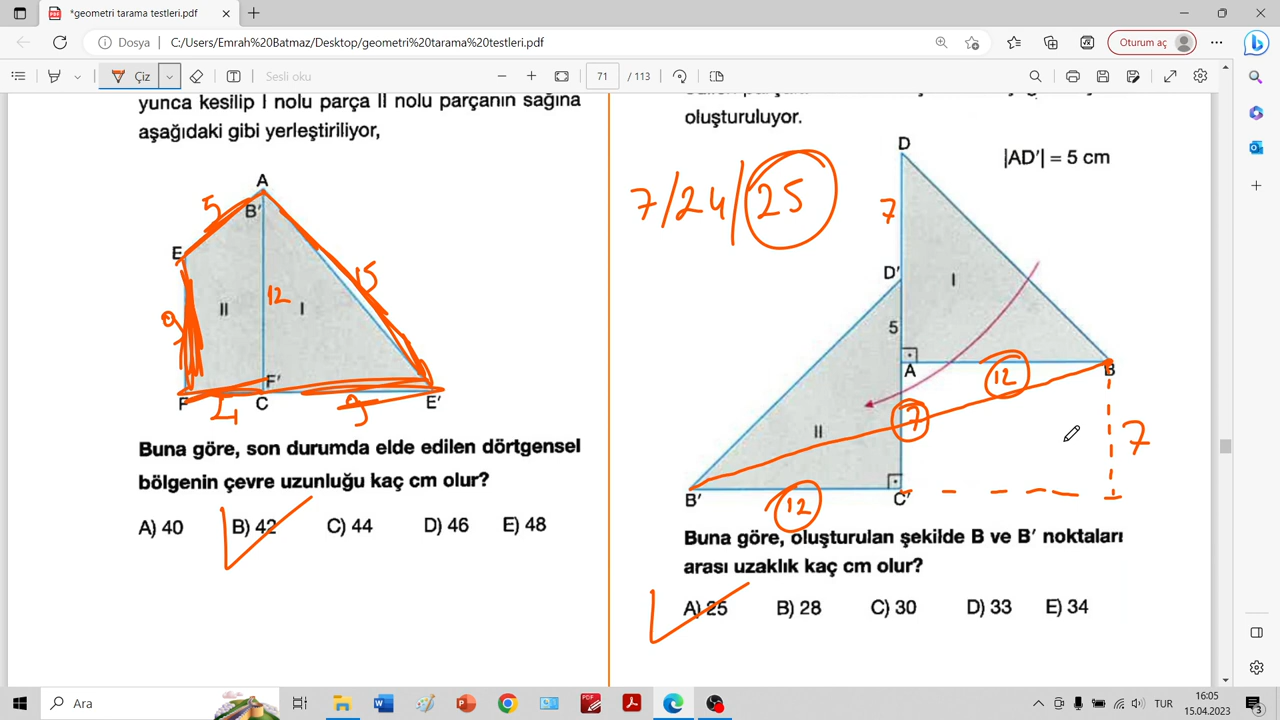 *geometri tarama testleri.pdf
Dosya
C:/Users/Emrah%20Batmaz/Desktop/geometri%20tarama%20testleri.pdf
Oturum aç
Çiz
Sesli oku
71 / 113
yunca kesilip I nolu parça II nolu parçanın sağına
aşağıdaki gibi yerleştiriliyor,
A
B'
E
5
II
12
I
15
9
F
4
C
F'
9
E'
Buna göre, son durumda elde edilen dörtgensel
bölgenin çevre uzunluğu kaç cm olur?
A) 40 B) 42 C) 44 D) 46 E) 48
oluşturuluyor.
7/24/25
|AD'| = 5 cm
D
7
D'
I
5
A
12
B
7
II
7
B'
12
C'
Buna göre, oluşturulan şekilde B ve B' noktaları
arası uzaklık kaç cm olur?
A) 25 B) 28 C) 30 D) 33 E) 34
Ara
TUR
16:05
15.04.2023
3